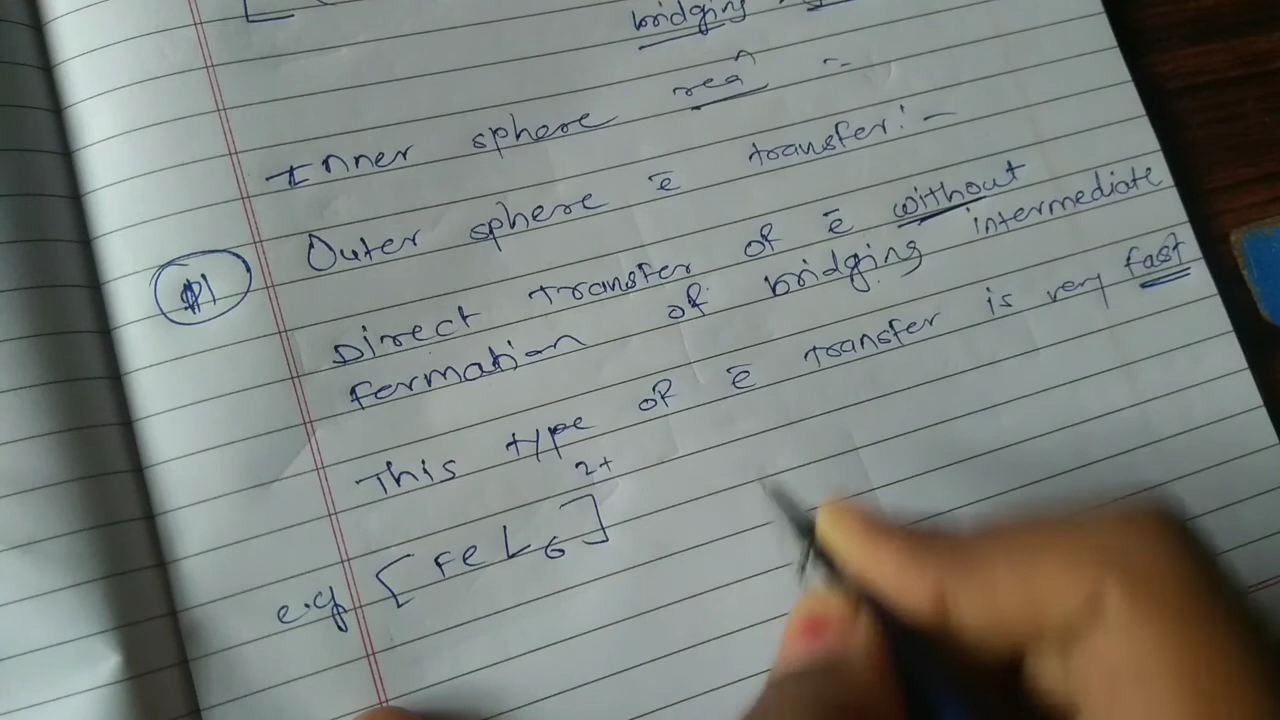 bridging
Inner sphere reaⁿ :-
Outer sphere ē transfer:-
Direct transfer of ē without
formation of bridging intermediate
This type of ē transfer is very fast
e.g [FeL6]2+